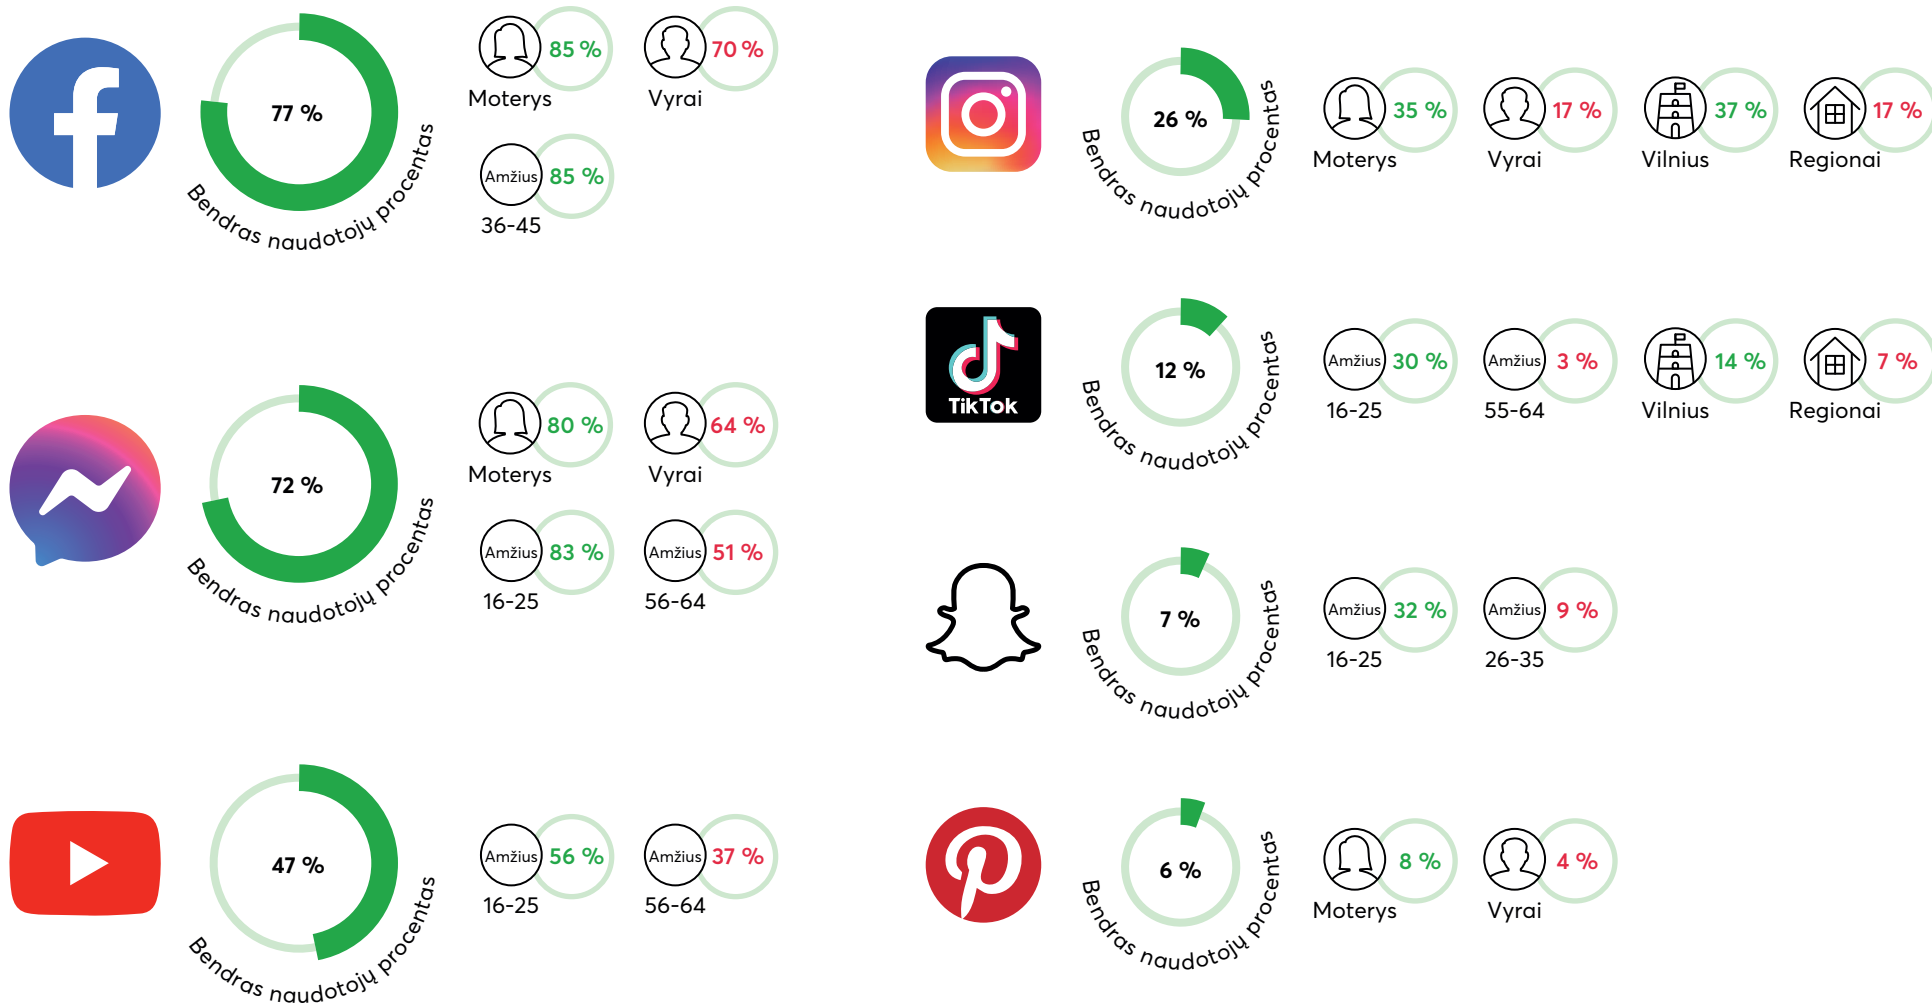 77 %
Bendras naudotojų procentas
85 %
Moterys
70 %
Vyrai
Amžius
85 %
36-45
72 %
Bendras naudotojų procentas
80 %
Moterys
64 %
Vyrai
Amžius
83 %
16-25
Amžius
51 %
56-64
47 %
Bendras naudotojų procentas
Amžius
56 %
16-25
Amžius
37 %
56-64
26 %
Bendras naudotojų procentas
35 %
Moterys
17 %
Vyrai
37 %
Vilnius
17 %
Regionai
TikTok
12 %
Bendras naudotojų procentas
Amžius
30 %
16-25
Amžius
3 %
55-64
14 %
Vilnius
7 %
Regionai
7 %
Bendras naudotojų procentas
Amžius
32 %
16-25
Amžius
9 %
26-35
6 %
Bendras naudotojų procentas
8 %
Moterys
4 %
Vyrai